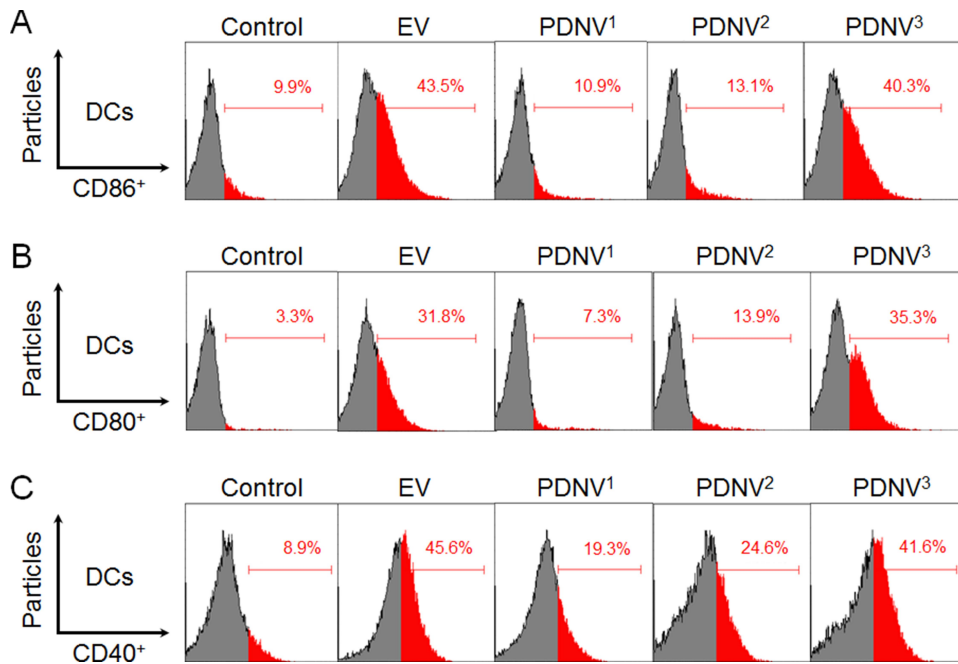 A
Control EV PDNV¹ PDNV² PDNV³
Particles
DCs
CD86⁺
9.9% 43.5% 10.9% 13.1% 40.3%
B
Control EV PDNV¹ PDNV² PDNV³
Particles
DCs
CD80⁺
3.3% 31.8% 7.3% 13.9% 35.3%
C
Control EV PDNV¹ PDNV² PDNV³
Particles
DCs
CD40⁺
8.9% 45.6% 19.3% 24.6% 41.6%